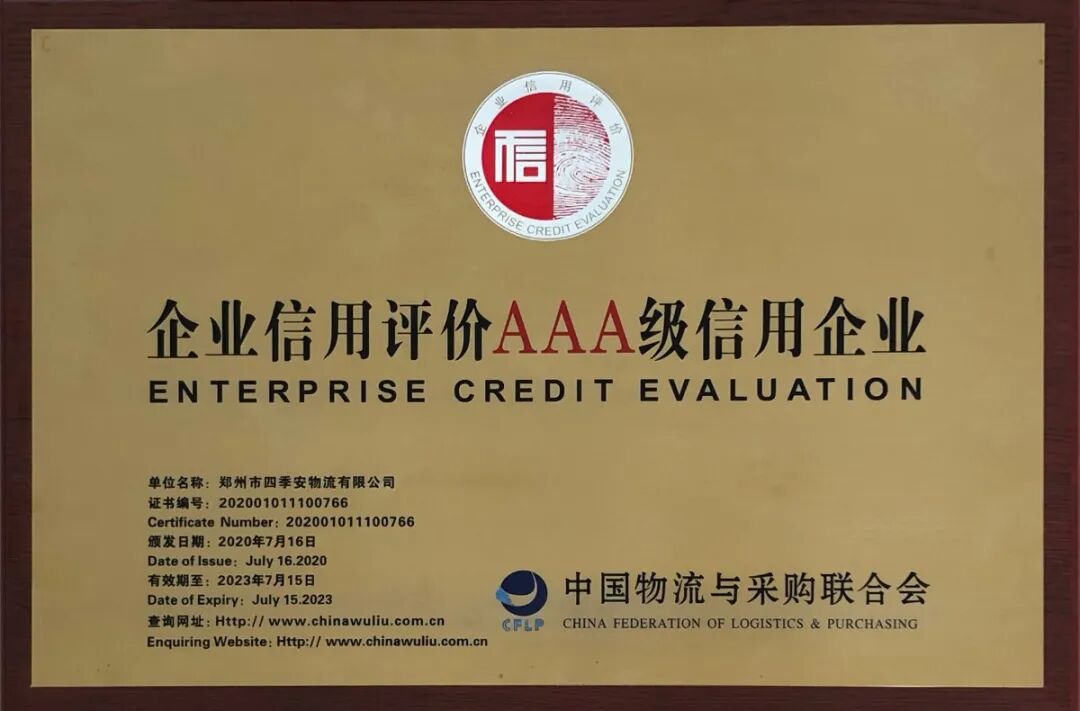 企业信用评价
信
ENTERPRISE CREDIT EVALUATION
企业信用评价AAA级信用企业
ENTERPRISE CREDIT EVALUATION
单位名称：郑州市四季安物流有限公司
证书编号：202001011100766
Certificate Number：202001011100766
颁发日期：2020年7月16日
Date of Issue：July 16.2020
有效期至：2023年7月15日
Date of Expiry：July 15.2023
查询网址：Http:// www.chinawuliu.com.cn
Enquiring Website：Http:// www.chinawuliu.com.cn
CFLP
中国物流与采购联合会
CHINA FEDERATION OF LOGISTICS & PURCHASING